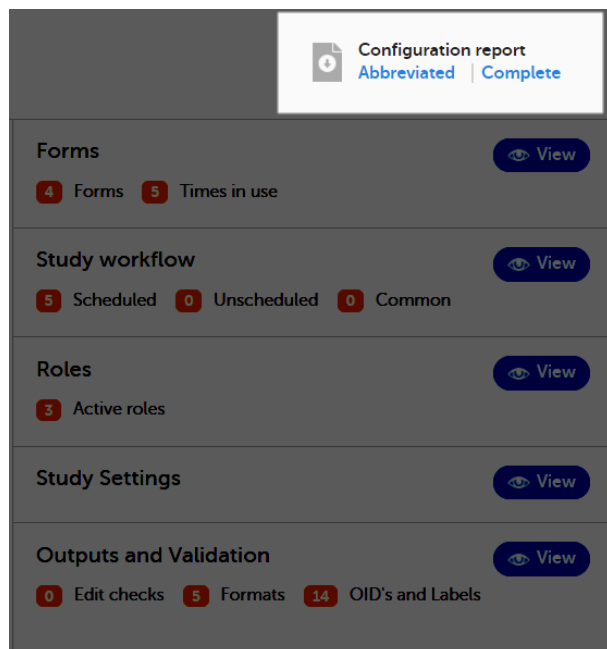 Configuration report
Abbreviated | Complete
Forms
View
4 Forms 5 Times in use
Study workflow
View
5 Scheduled 0 Unscheduled 0 Common
Roles
View
3 Active roles
Study Settings
View
Outputs and Validation
View
0 Edit checks 5 Formats 14 OID's and Labels